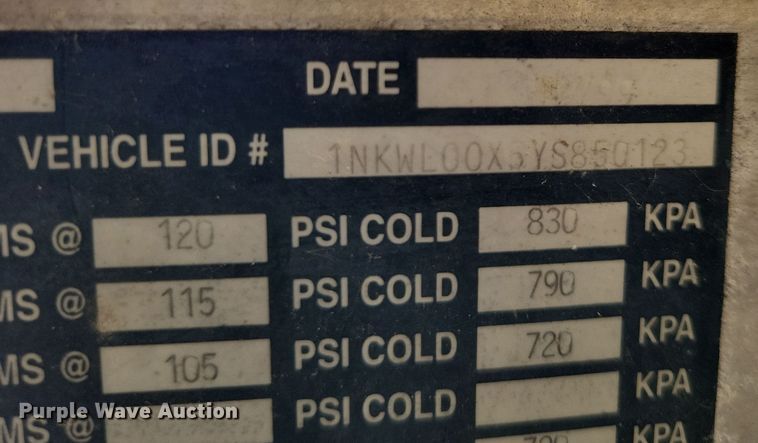 DATE
VEHICLE ID # 1NKWL00X5YS850123
MS @ 120 PSI COLD 830 KPA
MS @ 115 PSI COLD 790 KPA
MS @ 105 PSI COLD 720 KPA
MS @ PSI COLD KPA
KPA
Purple Wave Auction